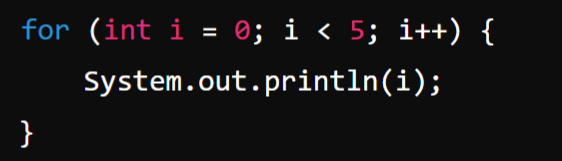 for (int i = 0; i < 5; i++) {
    System.out.println(i);
}